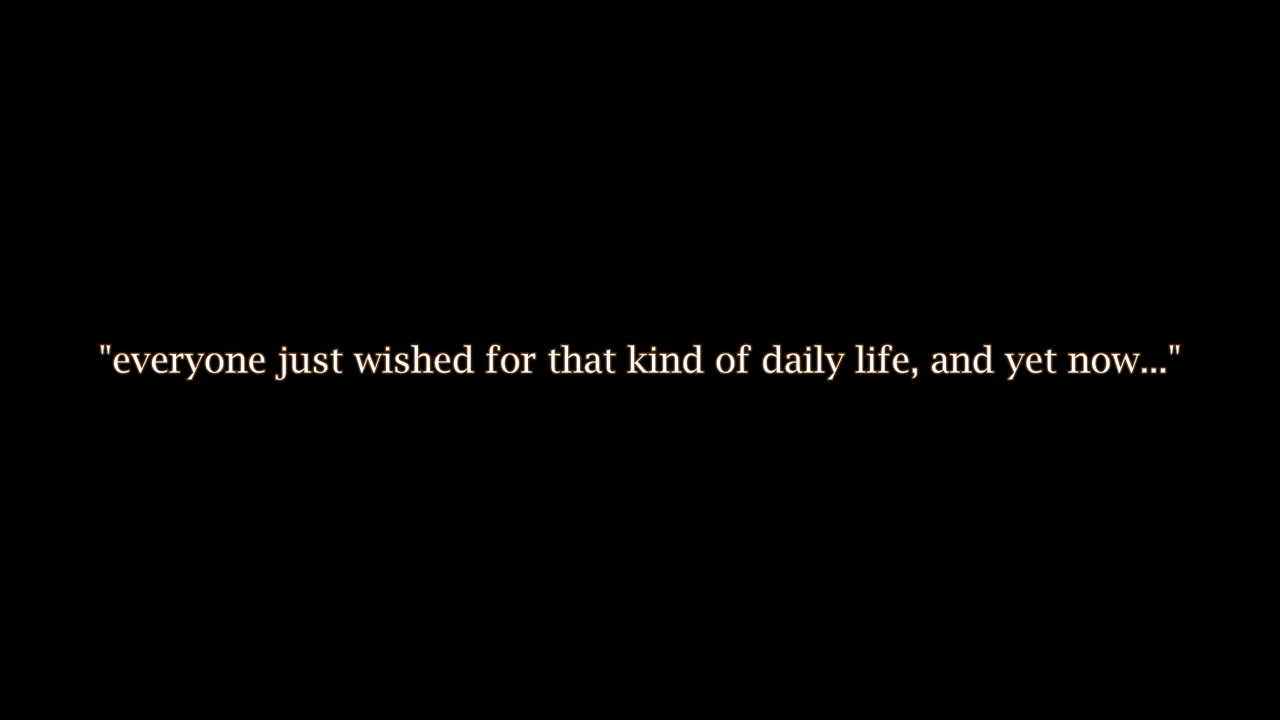 "everyone just wished for that kind of daily life, and yet now..."